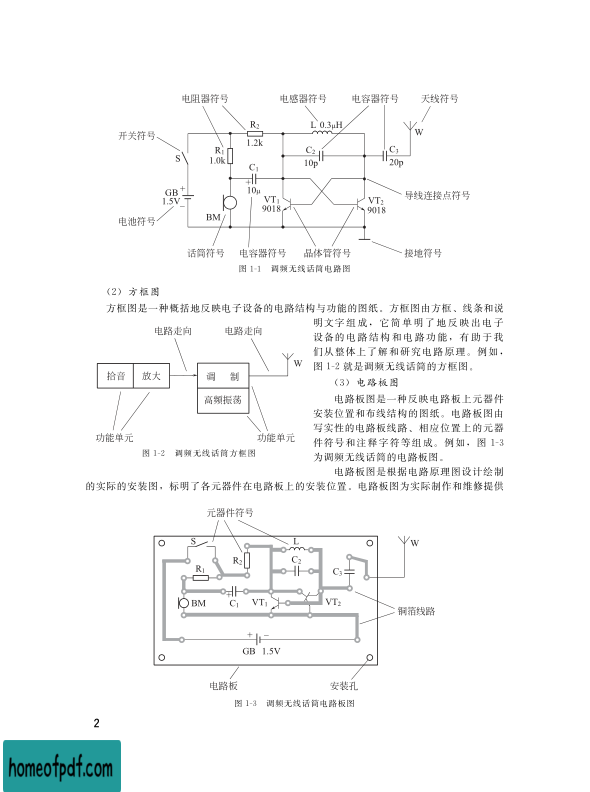 电阻器符号 电感器符号 电容器符号 天线符号
R₂ L 0.3μH W
开关符号 1.2k
S R₁ 1.0k C₂ 10p C₃ 20p
C₁
GB 1.5V + − + 10μ VT₁ 9018 VT₂ 9018 导线连接点符号
电池符号 BM
话筒符号 电容器符号 晶体管符号 接地符号
图 1-1 调频无线话筒电路图
(2) 方框图
方框图是一种概括地反映电子设备的电路结构与功能的图纸。方框图由方框、线条和说
明文字组成，它简单明了地反映出电子
设备的电路结构和电路功能，有助于我
们从整体上了解和研究电路原理。例如，
图 1-2 就是调频无线话筒的方框图。
电路走向 电路走向
W
拾音 放大 调 制
高频振荡
功能单元 功能单元
图 1-2 调频无线话筒方框图
(3) 电路板图
电路板图是一种反映电路板上元器件
安装位置和布线结构的图纸。电路板图由
写实性的电路板线路、相应位置上的元器
件符号和注释字符等组成。例如，图 1-3
为调频无线话筒的电路板图。
电路板图是根据电路原理图设计绘制
的实际的安装图，标明了各元器件在电路板上的安装位置。电路板图为实际制作和维修提供
元器件符号
S L W
R₂ C₂
R₁ C₃
BM + C₁ VT₁ VT₂ 铜箔线路
+ −
GB 1.5V
电路板 安装孔
图 1-3 调频无线话筒电路板图
2
homeofpdf.com